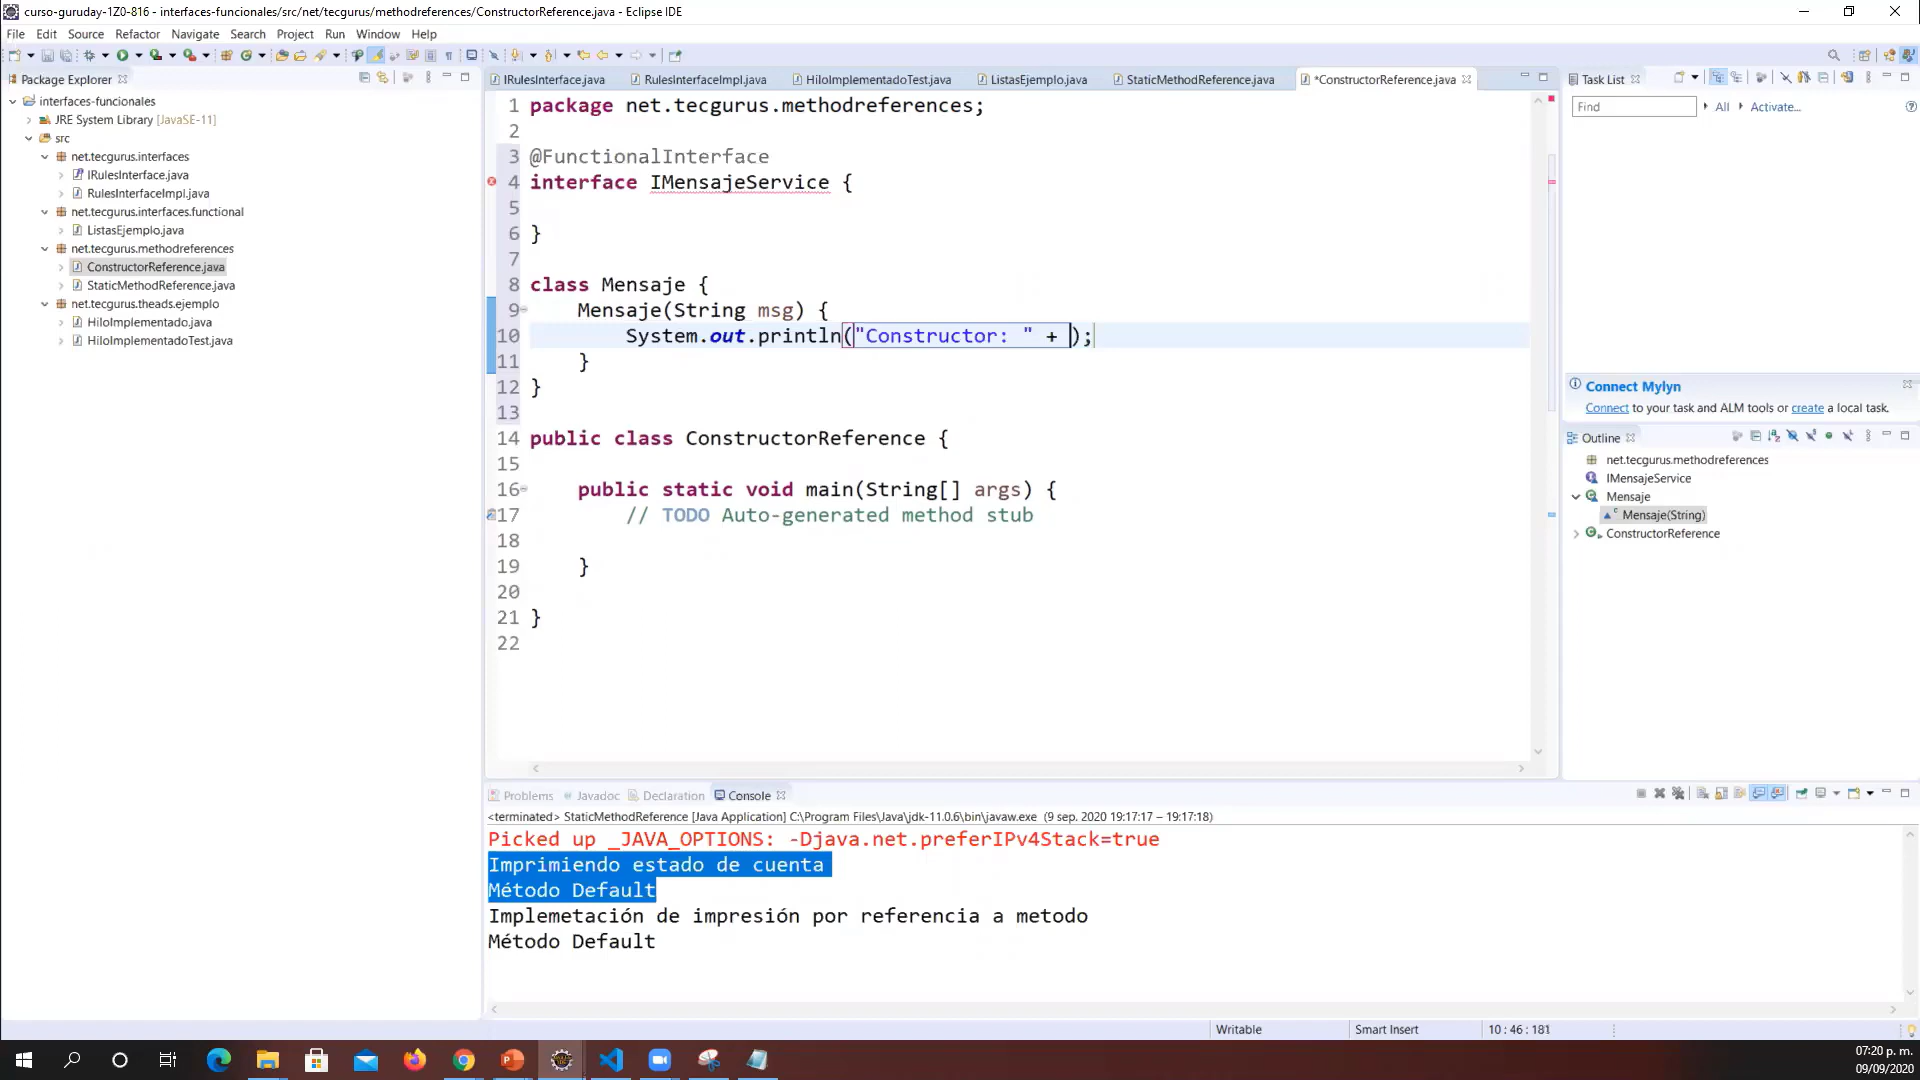 curso-guruday-1Z0-816 - interfaces-funcionales/src/net/tecgurus/methodreferences/ConstructorReference.java - Eclipse IDE
File Edit Source Refactor Navigate Search Project Run Window Help
Package Explorer
interfaces-funcionales
JRE System Library [JavaSE-11]
src
net.tecgurus.interfaces
IRulesInterface.java
RulesInterfaceImpl.java
net.tecgurus.interfaces.functional
ListasEjemplo.java
net.tecgurus.methodreferences
ConstructorReference.java
StaticMethodReference.java
net.tecgurus.theads.ejemplo
HiloImplementado.java
HiloImplementadoTest.java
IRulesInterface.java RulesInterfaceImpl.java HiloImplementadoTest.java ListasEjemplo.java StaticMethodReference.java *ConstructorReference.java
1 package net.tecgurus.methodreferences;
2
3 @FunctionalInterface
4 interface IMensajeService {
5
6 }
7
8 class Mensaje {
9 Mensaje(String msg) {
10 System.out.println("Constructor: " + );
11 }
12 }
13
14 public class ConstructorReference {
15
16 public static void main(String[] args) {
17 // TODO Auto-generated method stub
18
19 }
20
21 }
22
Task List
Find All Activate...
Connect Mylyn
Connect to your task and ALM tools or create a local task.
Outline
net.tecgurus.methodreferences
IMensajeService
Mensaje
Mensaje(String)
ConstructorReference
Problems Javadoc Declaration Console
<terminated> StaticMethodReference [Java Application] C:\Program Files\Java\jdk-11.0.6\bin\javaw.exe (9 sep. 2020 19:17:17 – 19:17:18)
Picked up _JAVA_OPTIONS: -Djava.net.preferIPv4Stack=true
Imprimiendo estado de cuenta
Método Default
Implemetación de impresión por referencia a metodo
Método Default
Writable Smart Insert 10 : 46 : 181
07:20 p. m.
09/09/2020